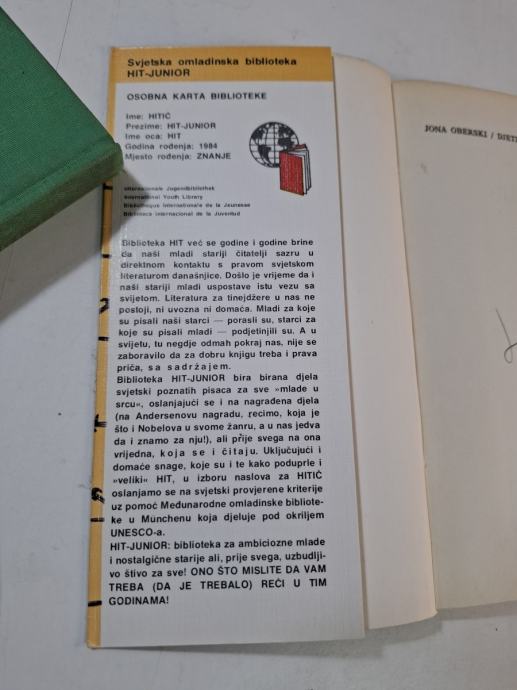 Svjetska omladinska biblioteka
HIT-JUNIOR
OSOBNA KARTA BIBLIOTEKE
Ime: HITIĆ
Prezime: HIT-JUNIOR
Ime oca: HIT
Godina rođenja: 1984
Mjesto rođenja: ZNANJE
Internationale Jugendbibliothek
International Youth Library
Bibliothèque Internationale de la Jeunesse
Biblioteca Internacional de la Juventud
Biblioteka HIT već se godine i godine brine
da naši mladi stariji čitatelji sazru u
direktnom kontaktu s pravom svjetskom
literaturom današnjice. Došlo je vrijeme da i
naši stariji mladi uspostave istu vezu sa
svijetom. Literatura za tinejdžere u nas ne
postoji, ni uvozna ni domaća. Mladi za koje
su pisali naši starci — porasli su, starci za
koje su pisali mladi — podjetinjili su. A u
svijetu, tu negdje odmah pokraj nas, nije se
zaboravilo da za dobru knjigu treba i prava
priča, sa sadržajem.
Biblioteka HIT-JUNIOR bira birana djela
svjetski poznatih pisaca za sve »mlade u
srcu«, oslanjajući se i na nagrađena djela
(na Andersenovu nagradu, recimo, koja je
što i Nobelova u svome žanru, a u nas jedva
da i znamo za nju!), ali prije svega na ona
vrijedna, koja se i čitaju. Uključujući i
domaće snage, koje su i te kako poduprle i
»veliki« HIT, u izboru naslova za HITIĆ
oslanjamo se na svjetski provjerene kriterije
uz pomoć Međunarodne omladinske bibliote-
ke u Münchenu koja djeluje pod okriljem
UNESCO-a.
HIT-JUNIOR: biblioteka za ambiciozne mlade
i nostalgične starije ali, prije svega, uzbudlji-
vo štivo za sve! ONO ŠTO MISLITE DA VAM
TREBA (DA JE TREBALO) REĆI U TIM
GODINAMA!
JONA OBERSKI / DJET